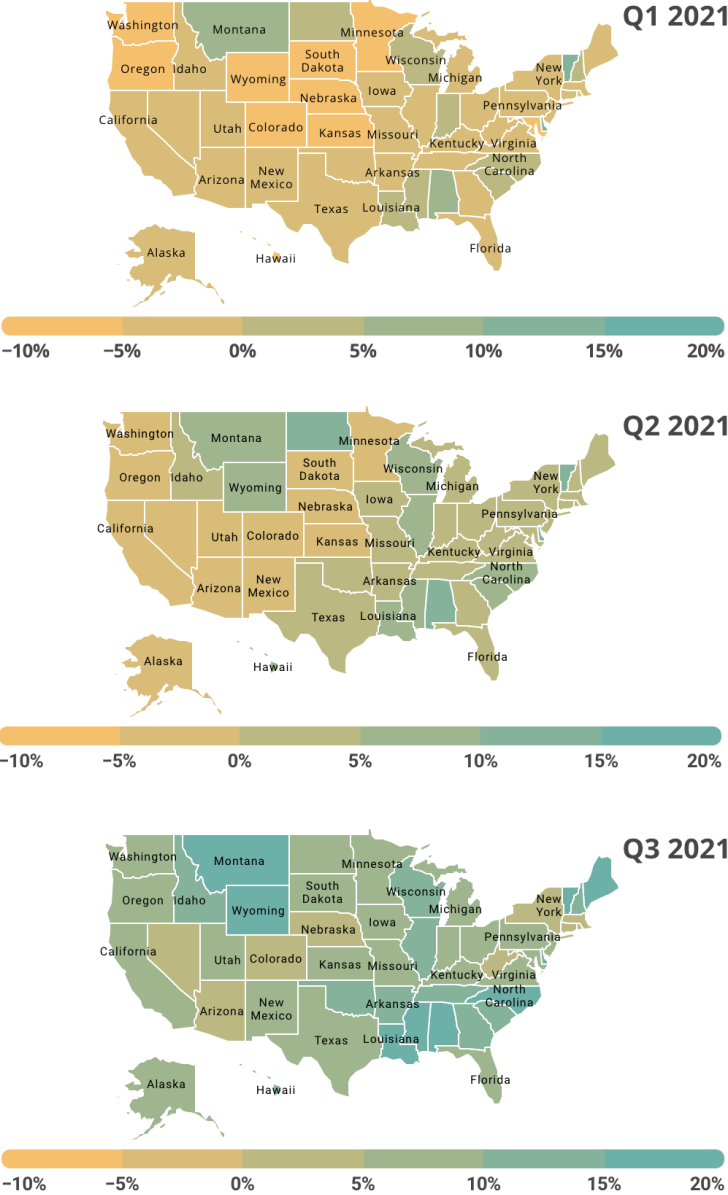 Q1 2021
Washington
Montana
Minnesota
Oregon
Idaho
South
Dakota
Wisconsin
New
York
Wyoming
Michigan
Nebraska
Iowa
Pennsylvania
California
Utah
Colorado
Kansas
Missouri
Kentucky
Virginia
North
Carolina
Arizona
New
Mexico
Arkansas
Texas
Louisiana
Alaska
Hawaii
Florida
−10%
−5%
0%
5%
10%
15%
20%
Q2 2021
Washington
Montana
Minnesota
Oregon
Idaho
South
Dakota
Wisconsin
New
York
Wyoming
Michigan
Nebraska
Iowa
Pennsylvania
California
Utah
Colorado
Kansas
Missouri
Kentucky
Virginia
North
Carolina
Arizona
New
Mexico
Arkansas
Texas
Louisiana
Alaska
Hawaii
Florida
−10%
−5%
0%
5%
10%
15%
20%
Q3 2021
Washington
Montana
Minnesota
Oregon
Idaho
South
Dakota
Wisconsin
New
York
Wyoming
Michigan
Nebraska
Iowa
Pennsylvania
California
Utah
Colorado
Kansas
Missouri
Kentucky
Virginia
North
Carolina
Arizona
New
Mexico
Arkansas
Texas
Louisiana
Alaska
Hawaii
Florida
−10%
−5%
0%
5%
10%
15%
20%